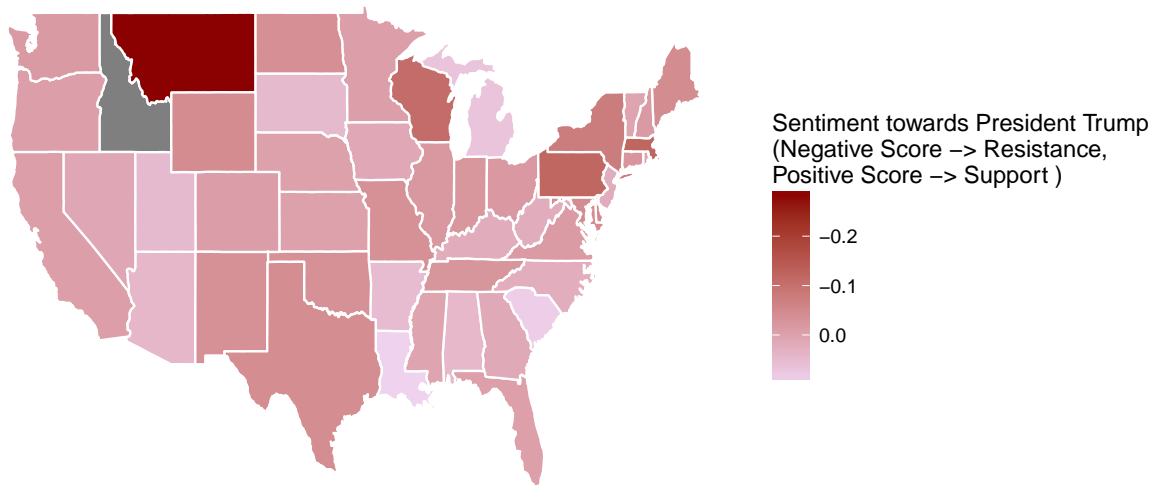 Sentiment towards President Trump
(Negative Score −> Resistance,
Positive Score −> Support )
−0.2
−0.1
0.0